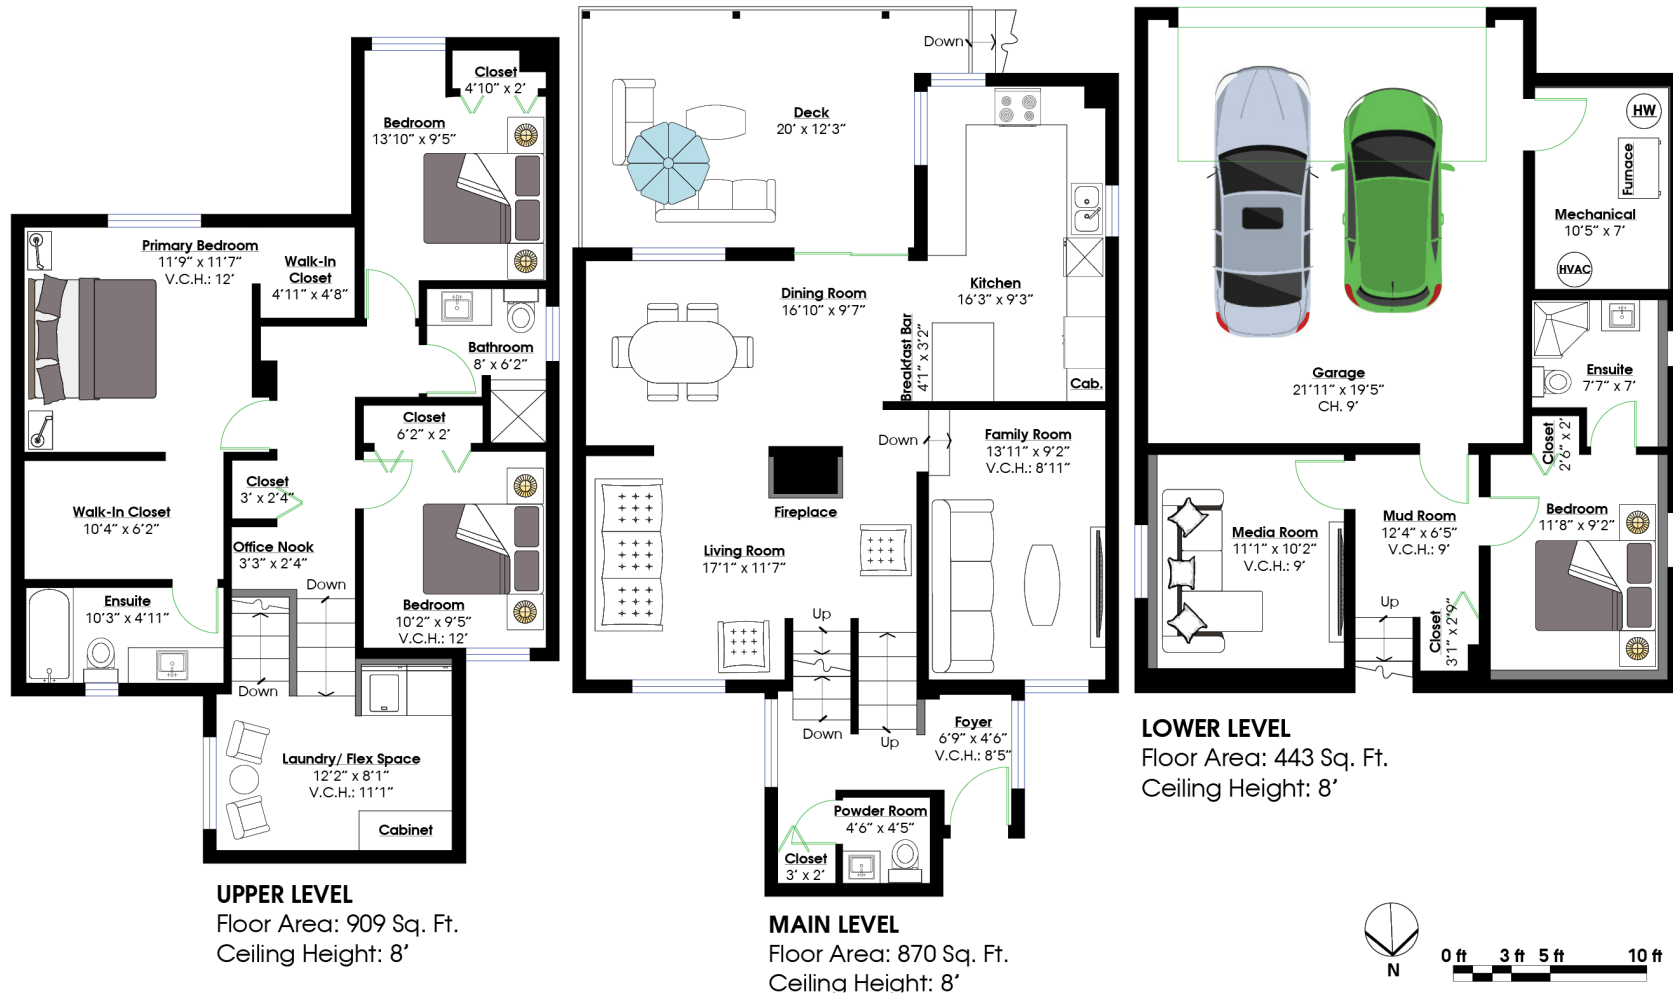 Closet
4'10" x 2'
Bedroom
13'10" x 9'5"
Primary Bedroom
11'9" x 11'7"
V.C.H.: 12'
Walk-In
Closet
4'11" x 4'8"
Bathroom
8' x 6'2"
Closet
6'2" x 2'
Closet
3' x 2'4"
Walk-In Closet
10'4" x 6'2"
Office Nook
3'3" x 2'4"
Down
Ensuite
10'3" x 4'11"
Bedroom
10'2" x 9'5"
V.C.H.: 12'
Down
Laundry/ Flex Space
12'2" x 8'1"
V.C.H.: 11'1"
Cabinet
UPPER LEVEL
Floor Area: 909 Sq. Ft.
Ceiling Height: 8'
Down
Deck
20' x 12'3"
Dining Room
16'10" x 9'7"
Kitchen
16'3" x 9'3"
Breakfast Bar
4'1" x 3'2"
Cab.
Down
Family Room
13'11" x 9'2"
V.C.H.: 8'11"
Fireplace
Living Room
17'1" x 11'7"
Up
Down
Up
Foyer
6'9" x 4'6"
V.C.H.: 8'5"
Powder Room
4'6" x 4'5"
Closet
3' x 2'
MAIN LEVEL
Floor Area: 870 Sq. Ft.
Ceiling Height: 8'
HW
Furnace
Mechanical
10'5" x 7'
HVAC
Garage
21'11" x 19'5"
CH. 9'
Ensuite
7'7" x 7'
Closet
2'6" x 2'
Media Room
11'1" x 10'2"
V.C.H.: 9'
Mud Room
12'4" x 6'5"
V.C.H.: 9'
Bedroom
11'8" x 9'2"
Up
Closet
3'1" x 2'9"
LOWER LEVEL
Floor Area: 443 Sq. Ft.
Ceiling Height: 8'
N
0 ft 3 ft 5 ft 10 ft